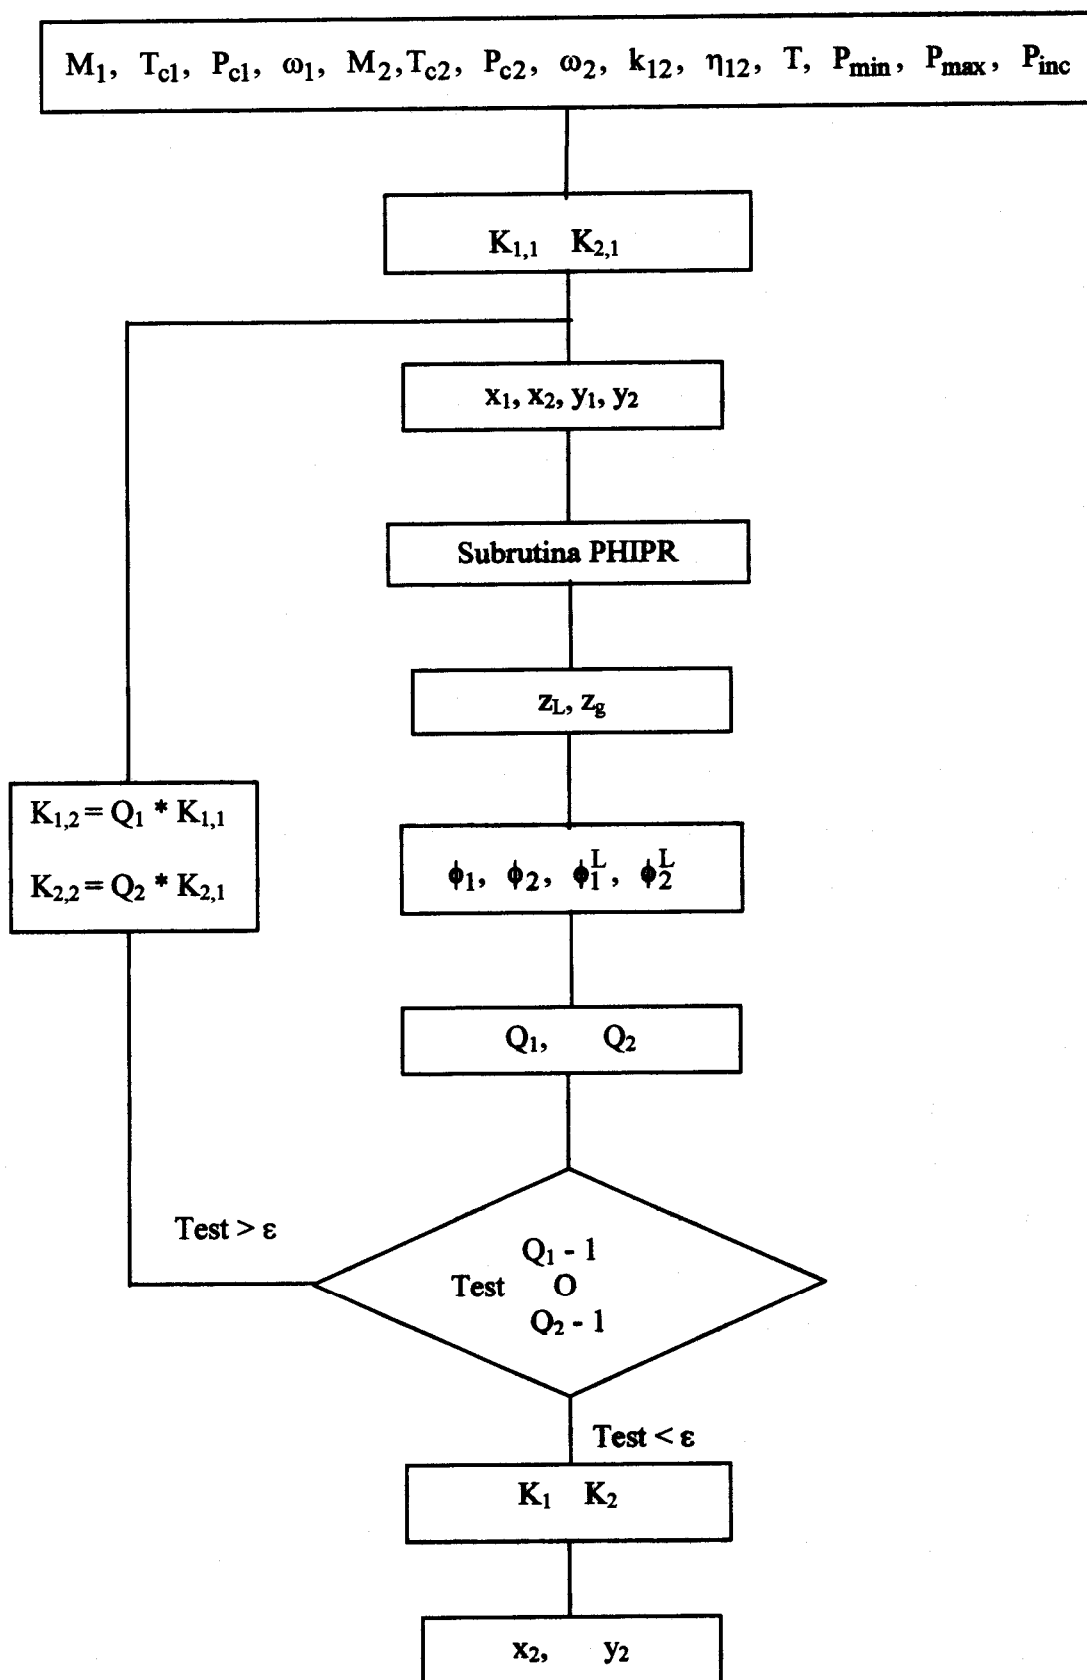 M₁, T_c1, P_c1, ω₁, M₂,T_c2, P_c2, ω₂, k₁₂, η₁₂, T, P_min, P_max, P_inc
K₁,₁ K₂,₁
x₁, x₂, y₁, y₂
Subrutina PHIPR
z_L, z_g
K₁,₂ = Q₁ * K₁,₁
K₂,₂ = Q₂ * K₂,₁
ϕ₁, ϕ₂, ϕ₁^L, ϕ₂^L
Q₁, Q₂
Test > ε
Q₁ - 1
Test O
Q₂ - 1
Test < ε
K₁ K₂
x₂, y₂